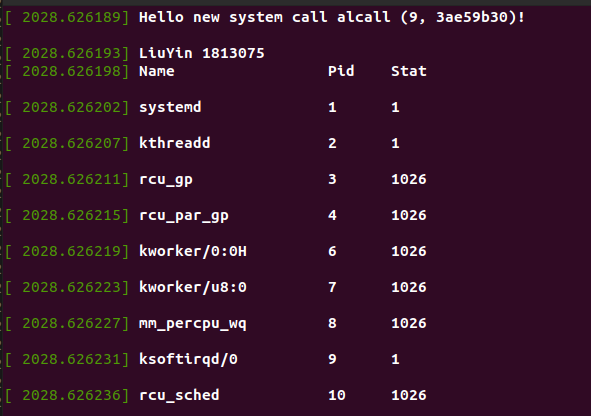 [ 2028.626189] Hello new system call alcall (9, 3ae59b30)!
[ 2028.626193] LiuYin 1813075
[ 2028.626198] Name Pid Stat
[ 2028.626202] systemd 1 1
[ 2028.626207] kthreadd 2 1
[ 2028.626211] rcu_gp 3 1026
[ 2028.626215] rcu_par_gp 4 1026
[ 2028.626219] kworker/0:0H 6 1026
[ 2028.626223] kworker/u8:0 7 1026
[ 2028.626227] mm_percpu_wq 8 1026
[ 2028.626231] ksoftirqd/0 9 1
[ 2028.626236] rcu_sched 10 1026